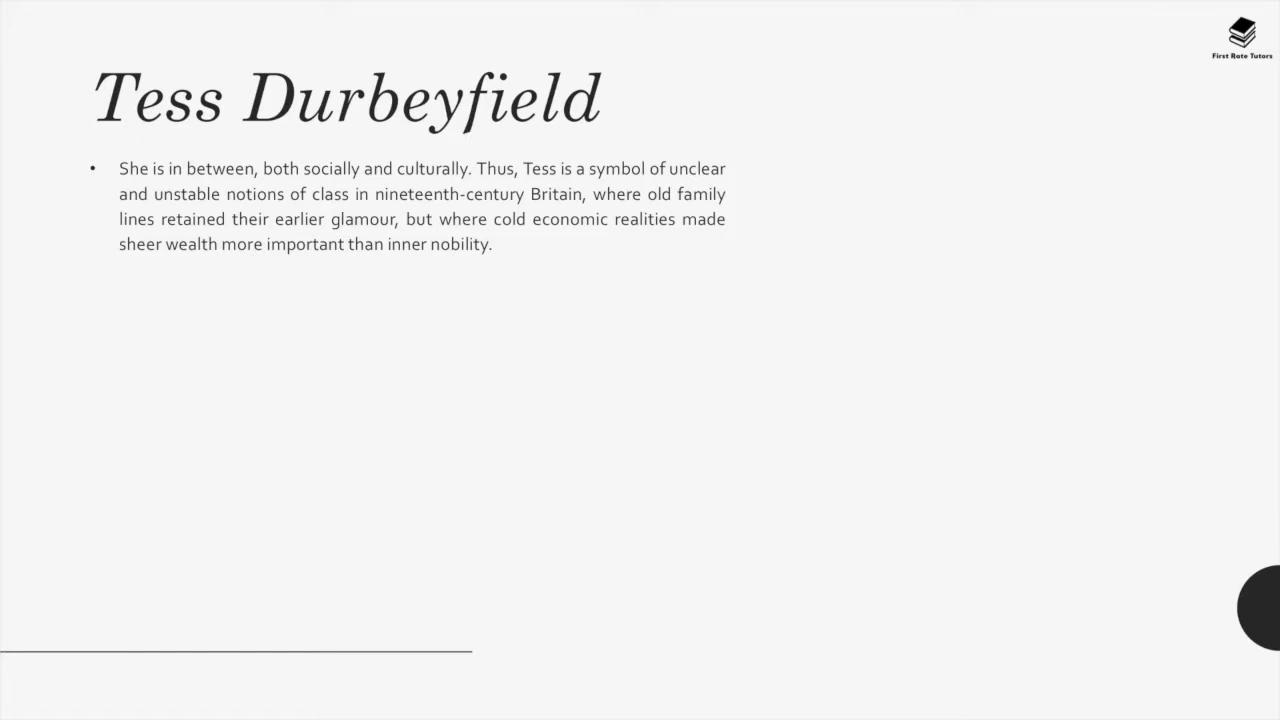 First Rate Tutors
Tess Durbeyfield
• She is in between, both socially and culturally. Thus, Tess is a symbol of unclear
and unstable notions of class in nineteenth-century Britain, where old family
lines retained their earlier glamour, but where cold economic realities made
sheer wealth more important than inner nobility.